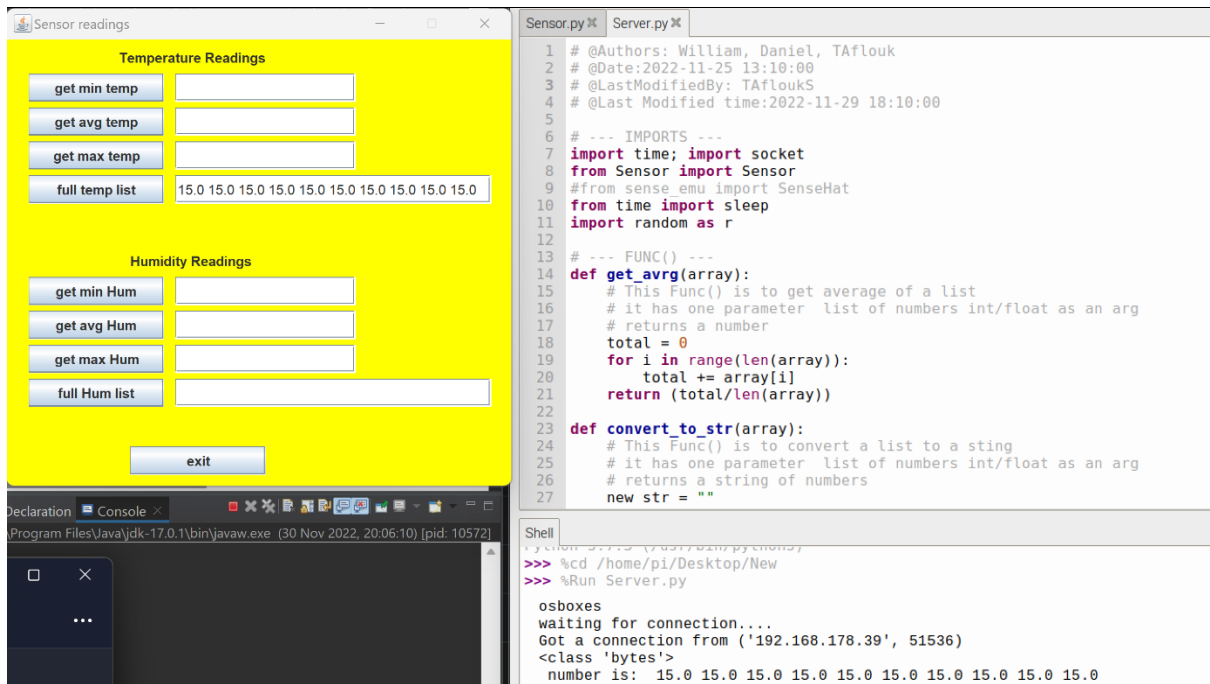 Sensor readings
Temperature Readings
get min temp
get avg temp
get max temp
full temp list 15.0 15.0 15.0 15.0 15.0 15.0 15.0 15.0 15.0 15.0
Humidity Readings
get min Hum
get avg Hum
get max Hum
full Hum list
exit
Declaration Console
\Program Files\Java\jdk-17.0.1\bin\javaw.exe (30 Nov 2022, 20:06:10) [pid: 10572]
Sensor.py Server.py
1 # @Authors: William, Daniel, TAflouk
2 # @Date:2022-11-25 13:10:00
3 # @LastModifiedBy: TAfloukS
4 # @Last Modified time:2022-11-29 18:10:00
5
6 # --- IMPORTS ---
7 import time; import socket
8 from Sensor import Sensor
9 #from sense_emu import SenseHat
10 from time import sleep
11 import random as r
12
13 # --- FUNC() ---
14 def get_avrg(array):
15 # This Func() is to get average of a list
16 # it has one parameter  list of numbers int/float as an arg
17 # returns a number
18 total = 0
19 for i in range(len(array)):
20 total += array[i]
21 return (total/len(array))
22
23 def convert_to_str(array):
24 # This Func() is to convert a list to a sting
25 # it has one parameter  list of numbers int/float as an arg
26 # returns a string of numbers
27 new str = ""
Shell
Python 3.7.3 (/usr/bin/python3)
>>> %cd /home/pi/Desktop/New
>>> %Run Server.py
osboxes
waiting for connection....
Got a connection from ('192.168.178.39', 51536)
<class 'bytes'>
number is:  15.0 15.0 15.0 15.0 15.0 15.0 15.0 15.0 15.0 15.0